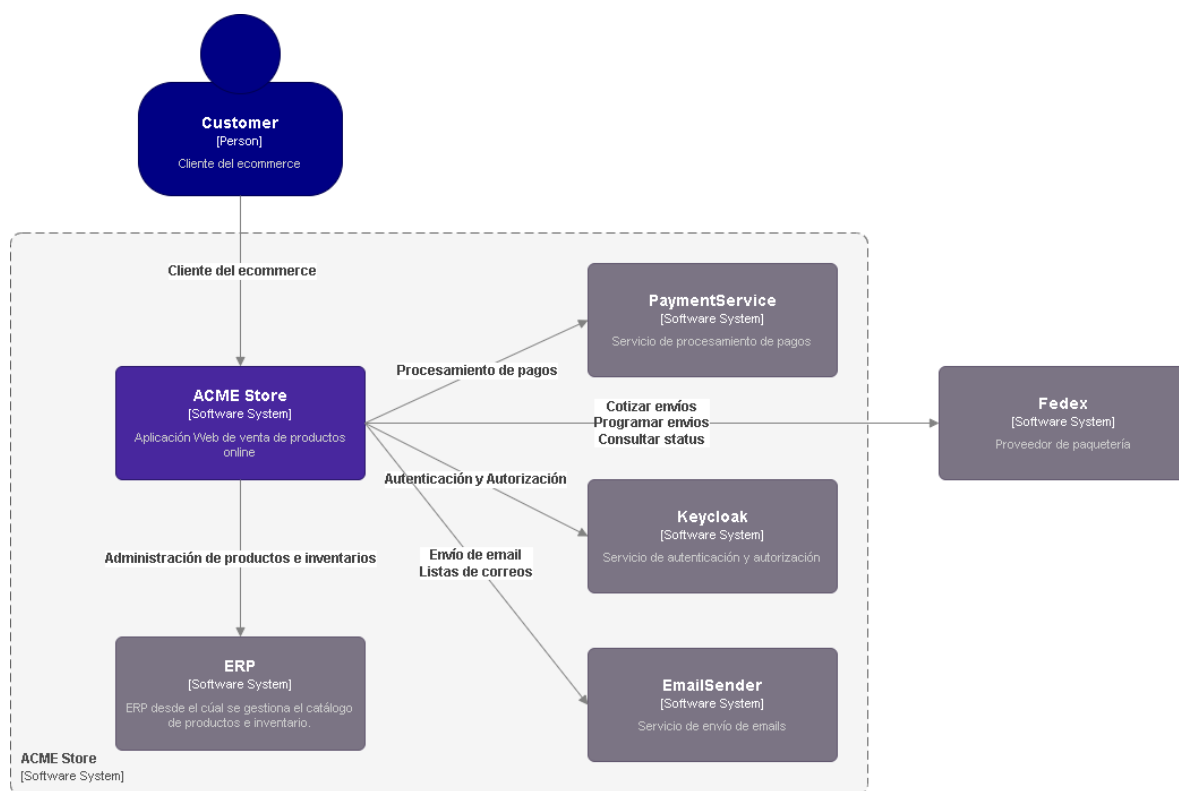 Customer
[Person]
Cliente del ecommerce
Cliente del ecommerce
PaymentService
[Software System]
Servicio de procesamiento de pagos
Procesamiento de pagos
ACME Store
[Software System]
Aplicación Web de venta de productos
online
Cotizar envíos
Programar envios
Consultar status
Fedex
[Software System]
Proveedor de paquetería
Autenticación y Autorización
Keycloak
[Software System]
Servicio de autenticación y autorización
Administración de productos e inventarios
Envío de email
Listas de correos
ERP
[Software System]
ERP desde el cúal se gestiona el catálogo
de productos e inventario.
EmailSender
[Software System]
Servicio de envío de emails
ACME Store
[Software System]